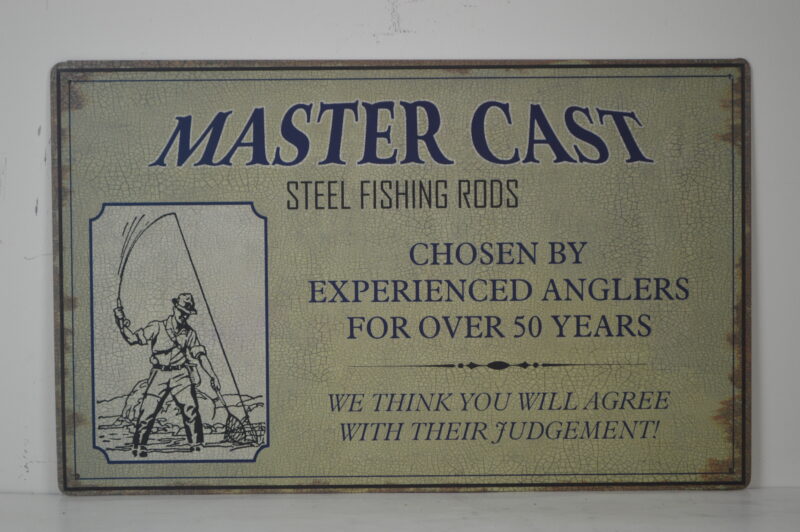 MASTER CAST
STEEL FISHING RODS
CHOSEN BY
EXPERIENCED ANGLERS
FOR OVER 50 YEARS
WE THINK YOU WILL AGREE
WITH THEIR JUDGEMENT!